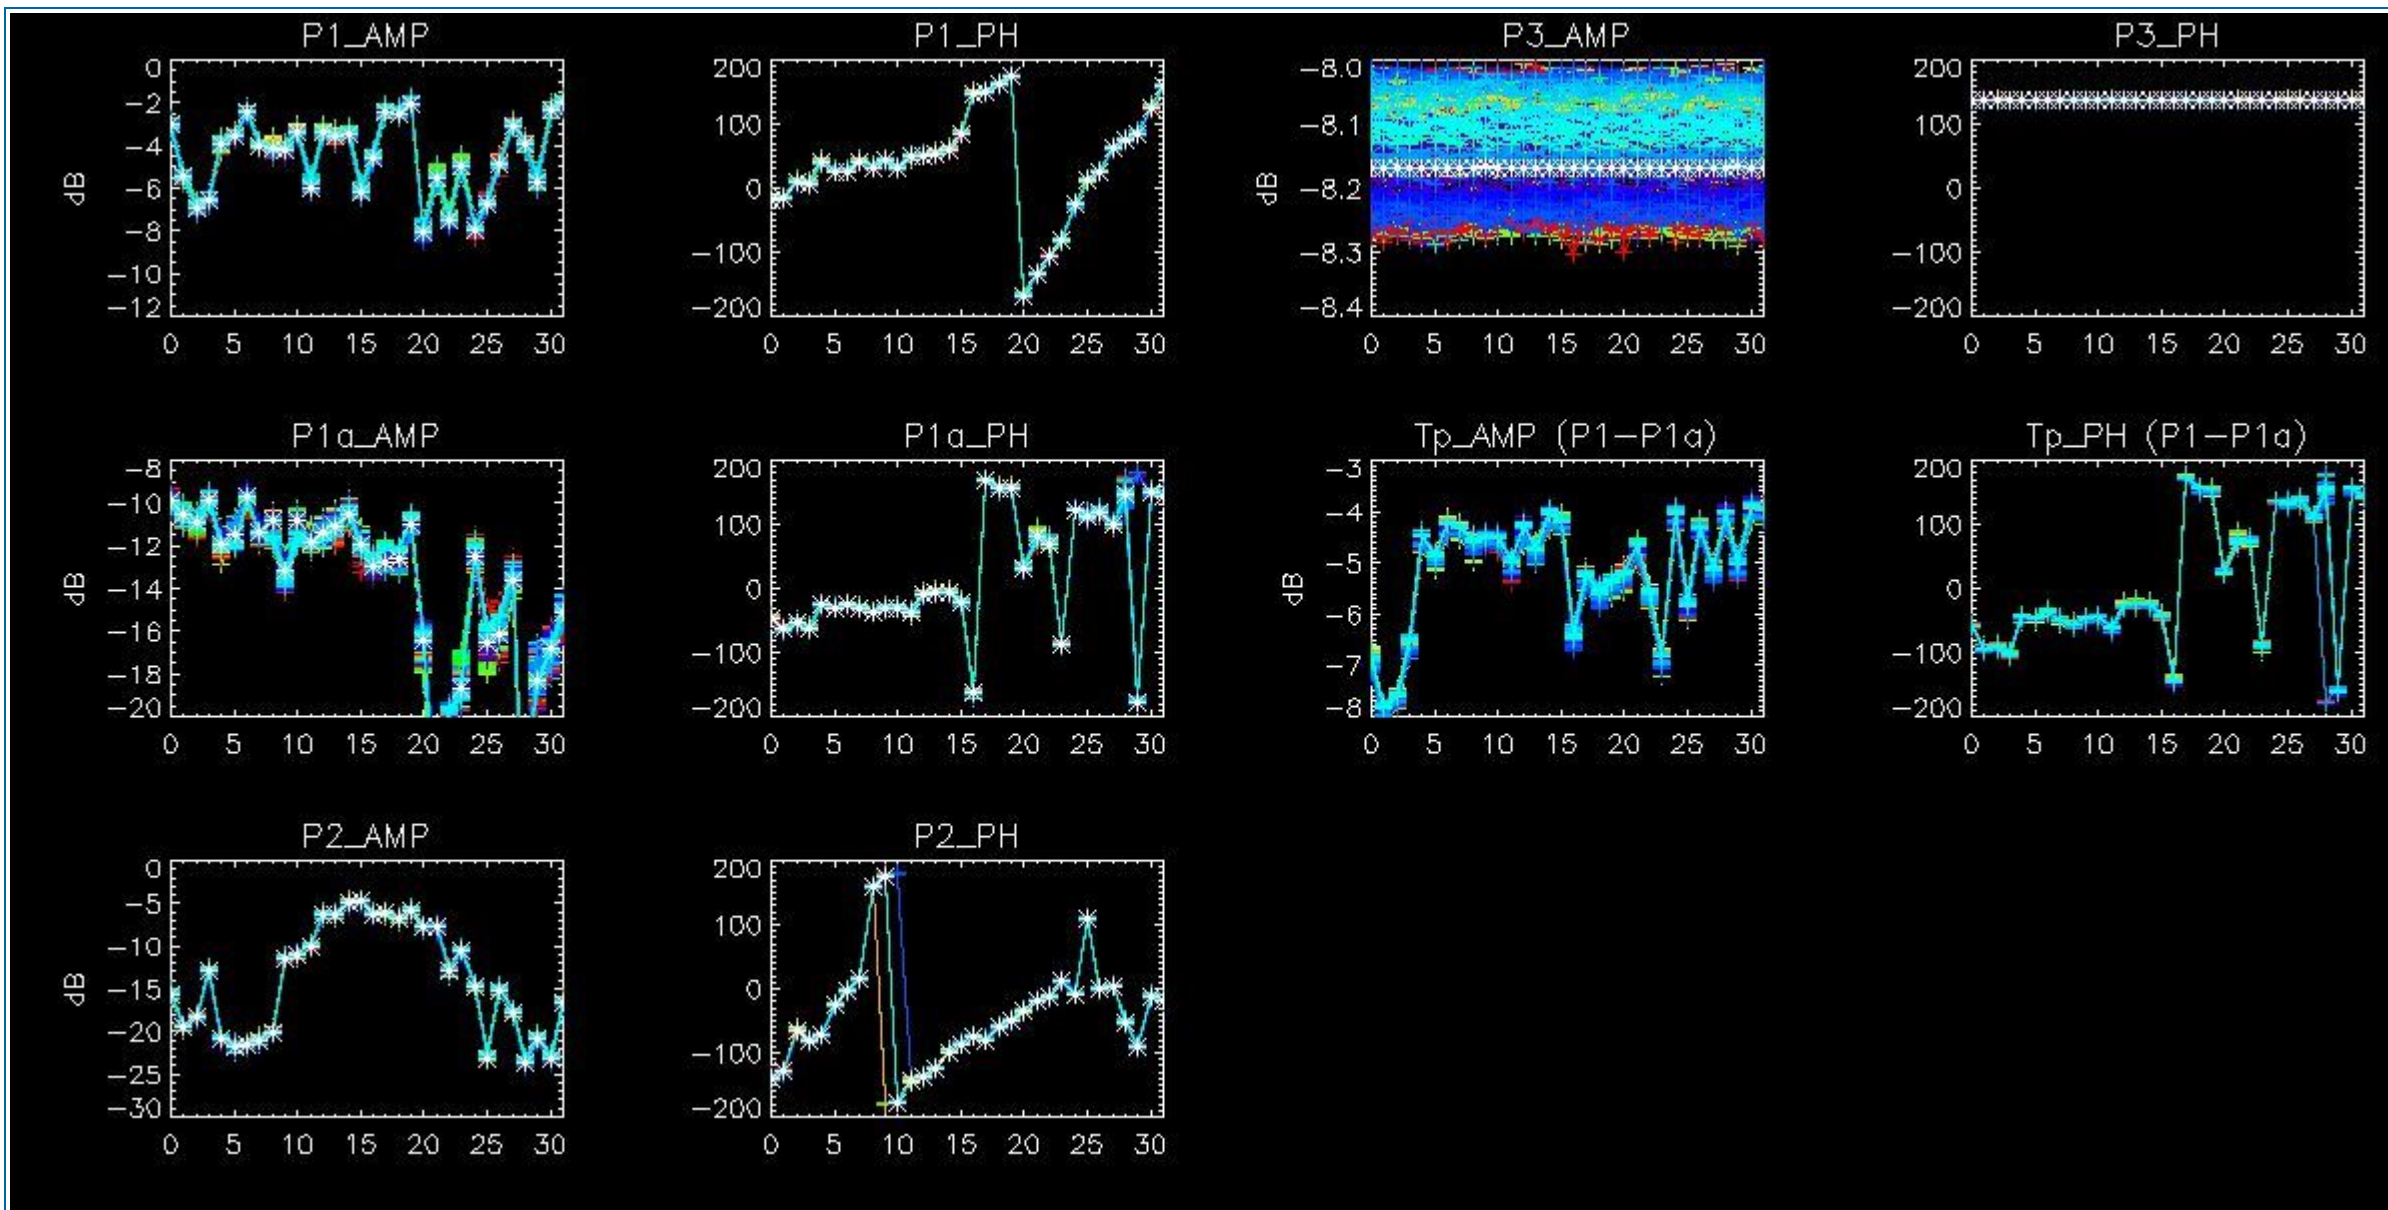 P1_AMP P1_PH P3_AMP P3_PH
0 200 -8.0 200
-2
-4 100 -8.1 100
dB -6 0 dB -8.2 0
-8
-10 -100 -8.3 -100
-12 -200 -8.4 -200
0 5 10 15 20 25 30 0 5 10 15 20 25 30 0 5 10 15 20 25 30 0 5 10 15 20 25 30
P1a_AMP P1a_PH Tp_AMP (P1-P1a) Tp_PH (P1-P1a)
-8 200 -3 200
-10 100 -4 100
-12
dB -14 0 dB -5 0
-16 -100 -6 -100
-18 -7
-20 -200 -8 -200
0 5 10 15 20 25 30 0 5 10 15 20 25 30 0 5 10 15 20 25 30 0 5 10 15 20 25 30
P2_AMP P2_PH
0 200
-5 100
-10
dB -15 0
-20 -100
-25
-30 -200
0 5 10 15 20 25 30 0 5 10 15 20 25 30